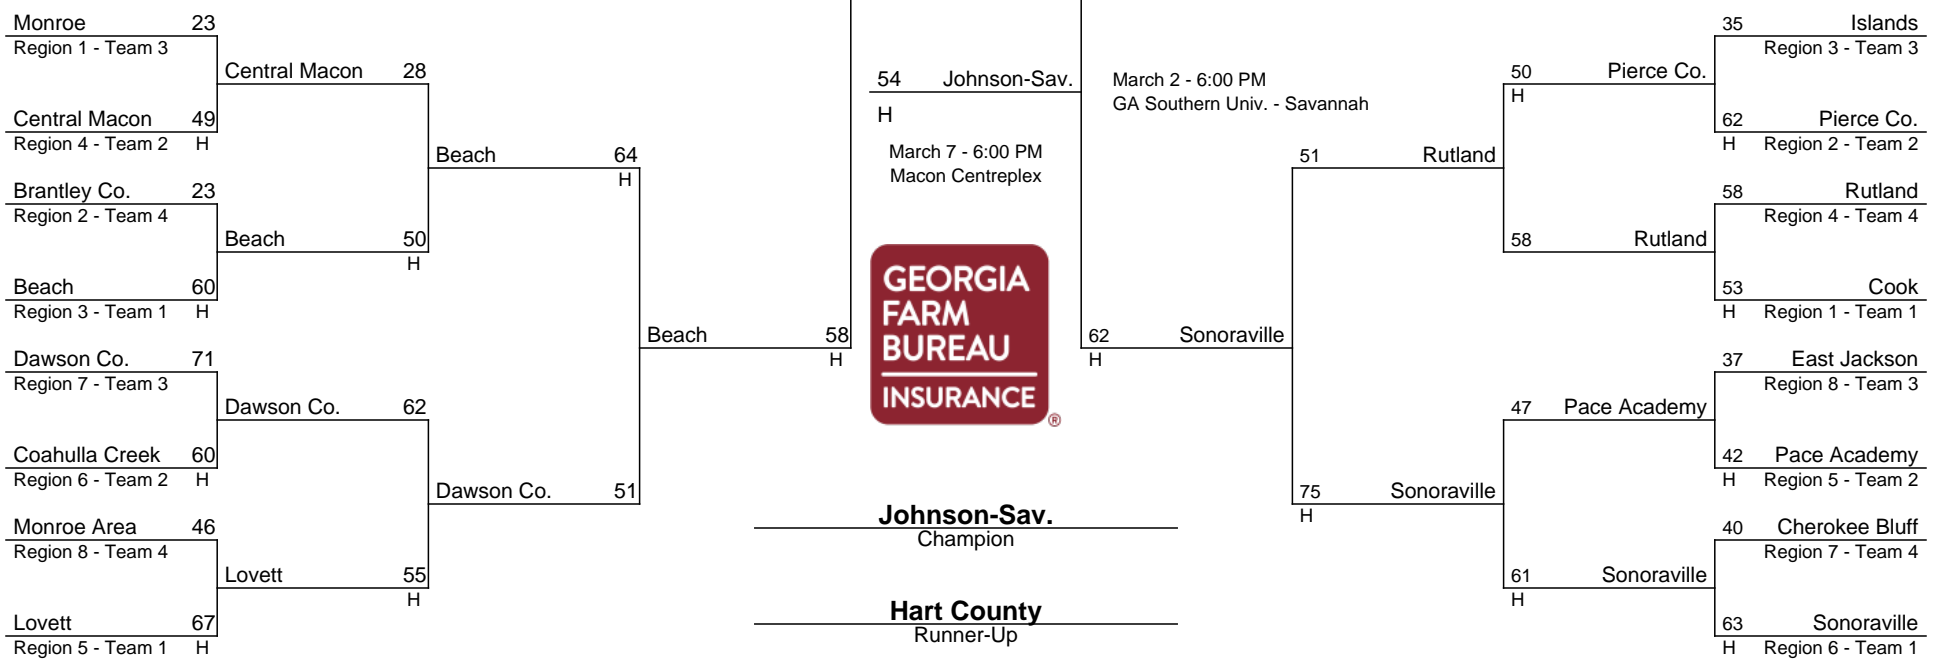 Monroe 23
Region 1 - Team 3
Central Macon 28
Central Macon 49
Region 4 - Team 2 H
Beach 64
H
Brantley Co. 23
Region 2 - Team 4
Beach 50
H
Beach 60
Region 3 - Team 1 H
Beach 58
H
Dawson Co. 71
Region 7 - Team 3
Dawson Co. 62
Coahulla Creek 60
Region 6 - Team 2 H
Dawson Co. 51
Monroe Area 46
Region 8 - Team 4
Lovett 55
H
Lovett 67
Region 5 - Team 1 H
54 Johnson-Sav.
H
March 7 - 6:00 PM
Macon Centreplex
GEORGIA
FARM
BUREAU
INSURANCE
®
Johnson-Sav.
Champion
Hart County
Runner-Up
March 2 - 6:00 PM
GA Southern Univ. - Savannah
62 Sonoraville
H
51 Rutland
75 Sonoraville
H
50 Pierce Co.
H
58 Rutland
47 Pace Academy
61 Sonoraville
H
35 Islands
Region 3 - Team 3
62 Pierce Co.
H Region 2 - Team 2
58 Rutland
Region 4 - Team 4
53 Cook
H Region 1 - Team 1
37 East Jackson
Region 8 - Team 3
42 Pace Academy
H Region 5 - Team 2
40 Cherokee Bluff
Region 7 - Team 4
63 Sonoraville
H Region 6 - Team 1